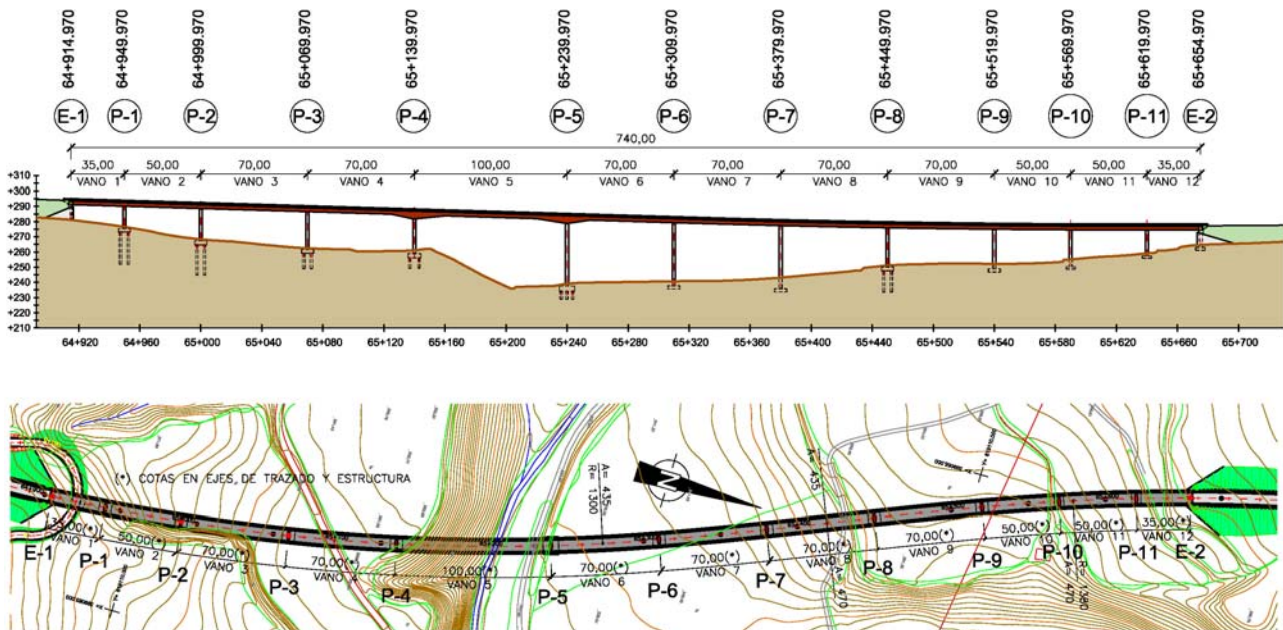 64+914.970 64+949.970 64+999.970 65+069.970 65+139.970 65+239.970 65+309.970 65+379.970 65+449.970 65+519.970 65+569.970 65+619.970 65+654.970
E-1 P-1 P-2 P-3 P-4 P-5 P-6 P-7 P-8 P-9 P-10 P-11 E-2
740,00
35,00 50,00 70,00 70,00 100,00 70,00 70,00 70,00 70,00 50,00 50,00 35,00
VANO 1 VANO 2 VANO 3 VANO 4 VANO 5 VANO 6 VANO 7 VANO 8 VANO 9 VANO 10 VANO 11 VANO 12
+310
+300
+290
+280
+270
+260
+250
+240
+230
+220
+210
64+920 64+960 65+000 65+040 65+080 65+120 65+160 65+200 65+240 65+280 65+320 65+360 65+400 65+440 65+500 65+540 65+580 65+620 65+660 65+700
(*) COTAS EN EJES DE TRAZADO Y ESTRUCTURA
A= 435
R= 1300
N
A= 435
35,00(*) 50,00(*) 70,00(*) 70,00(*) 100,00(*) 70,00(*) 70,00(*) 70,00(*) 70,00(*) 50,00(*) 50,00(*) 35,00(*)
VANO 1 VANO 2 VANO 3 VANO 4 VANO 5 VANO 6 VANO 7 VANO 8 VANO 9 VANO 10 VANO 11 VANO 12
E-1 P-1 P-2 P-3 P-4 P-5 P-6 P-7 P-8 P-9 P-10 P-11 E-2
A= 470
R= 1380
A= 470